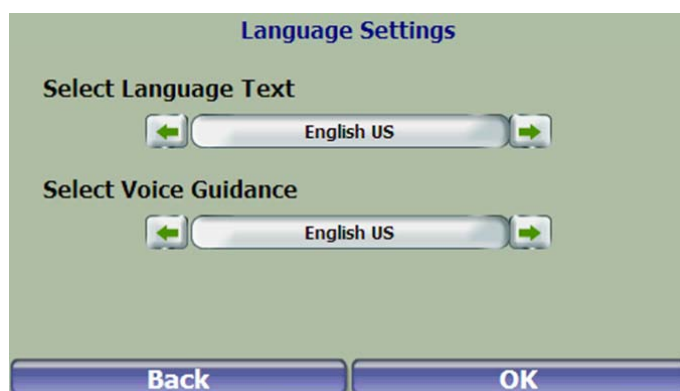 Language Settings
Select Language Text
English US
Select Voice Guidance
English US
Back OK